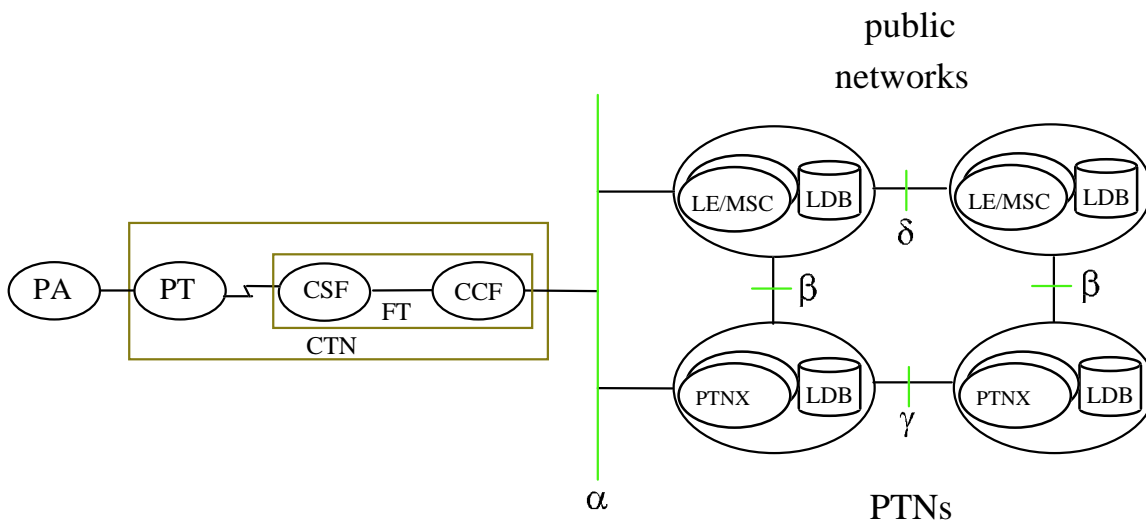 public
networks
LE/MSC
LDB
LE/MSC
LDB
δ
PA
PT
CSF
CCF
FT
CTN
β
β
PTNX
LDB
PTNX
LDB
γ
α
PTNs